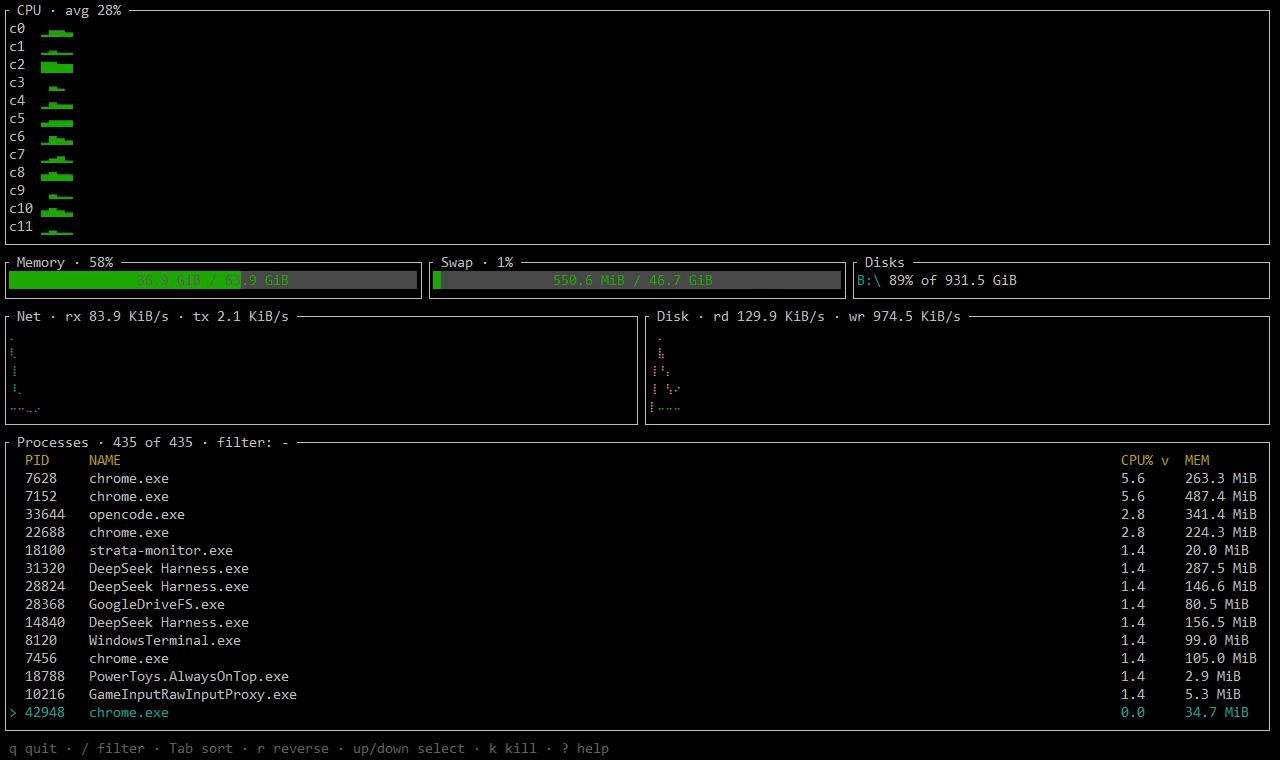 CPU · avg 28%
c0
c1
c2
c3
c4
c5
c6
c7
c8
c9
c10
c11
Memory · 58%
36.9 GiB / 63.9 GiB
Swap · 1%
550.6 MiB / 46.7 GiB
Disks
B:\ 89% of 931.5 GiB
Net · rx 83.9 KiB/s · tx 2.1 KiB/s
Disk · rd 129.9 KiB/s · wr 974.5 KiB/s
Processes · 435 of 435 · filter: -
PID NAME CPU% v MEM
7628 chrome.exe 5.6 263.3 MiB
7152 chrome.exe 5.6 487.4 MiB
33644 opencode.exe 2.8 341.4 MiB
22688 chrome.exe 2.8 224.3 MiB
18100 strata-monitor.exe 1.4 20.0 MiB
31320 DeepSeek Harness.exe 1.4 287.5 MiB
28824 DeepSeek Harness.exe 1.4 146.6 MiB
28368 GoogleDriveFS.exe 1.4 80.5 MiB
14840 DeepSeek Harness.exe 1.4 156.5 MiB
8120 WindowsTerminal.exe 1.4 99.0 MiB
7456 chrome.exe 1.4 105.0 MiB
18788 PowerToys.AlwaysOnTop.exe 1.4 2.9 MiB
10216 GameInputRawInputProxy.exe 1.4 5.3 MiB
> 42948 chrome.exe 0.0 34.7 MiB
q quit · / filter · Tab sort · r reverse · up/down select · k kill · ? help